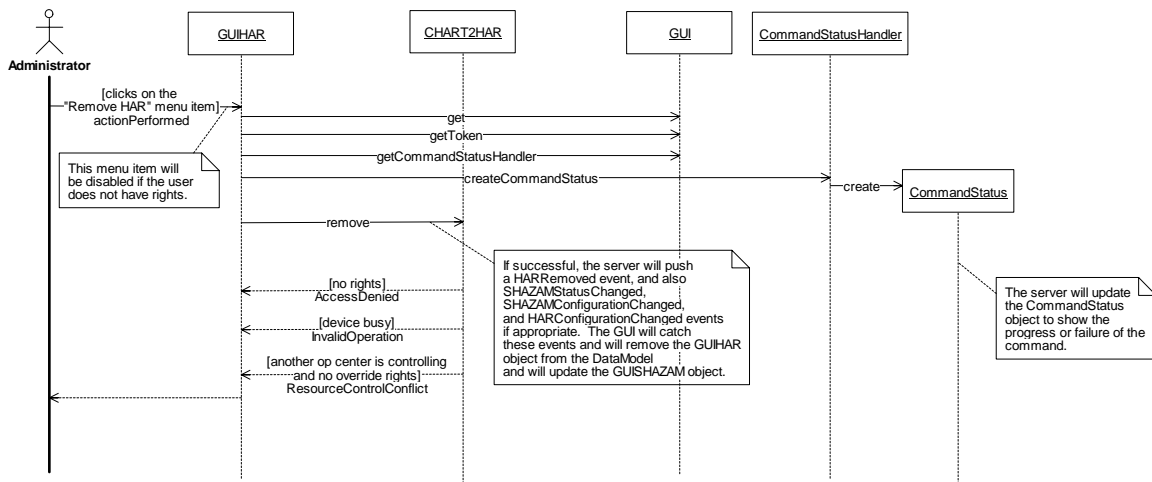 GUIHAR
CHART2HAR
GUI
CommandStatusHandler
Administrator
[clicks on the
"Remove HAR" menu item]
actionPerformed
get
getToken
getCommandStatusHandler
createCommandStatus
create
CommandStatus
This menu item will
be disabled if the user
does not have rights.
remove
If successful, the server will push
a HARRemoved event, and also
SHAZAMStatusChanged,
SHAZAMConfigurationChanged,
and HARConfigurationChanged events
if appropriate. The GUI will catch
these events and will remove the GUIHAR
object from the DataModel
and will update the GUISHAZAM object.
The server will update
the CommandStatus
object to show the
progress or failure of the
command.
[no rights]
AccessDenied
[device busy]
InvalidOperation
[another op center is controlling
and no override rights]
ResourceControlConflict